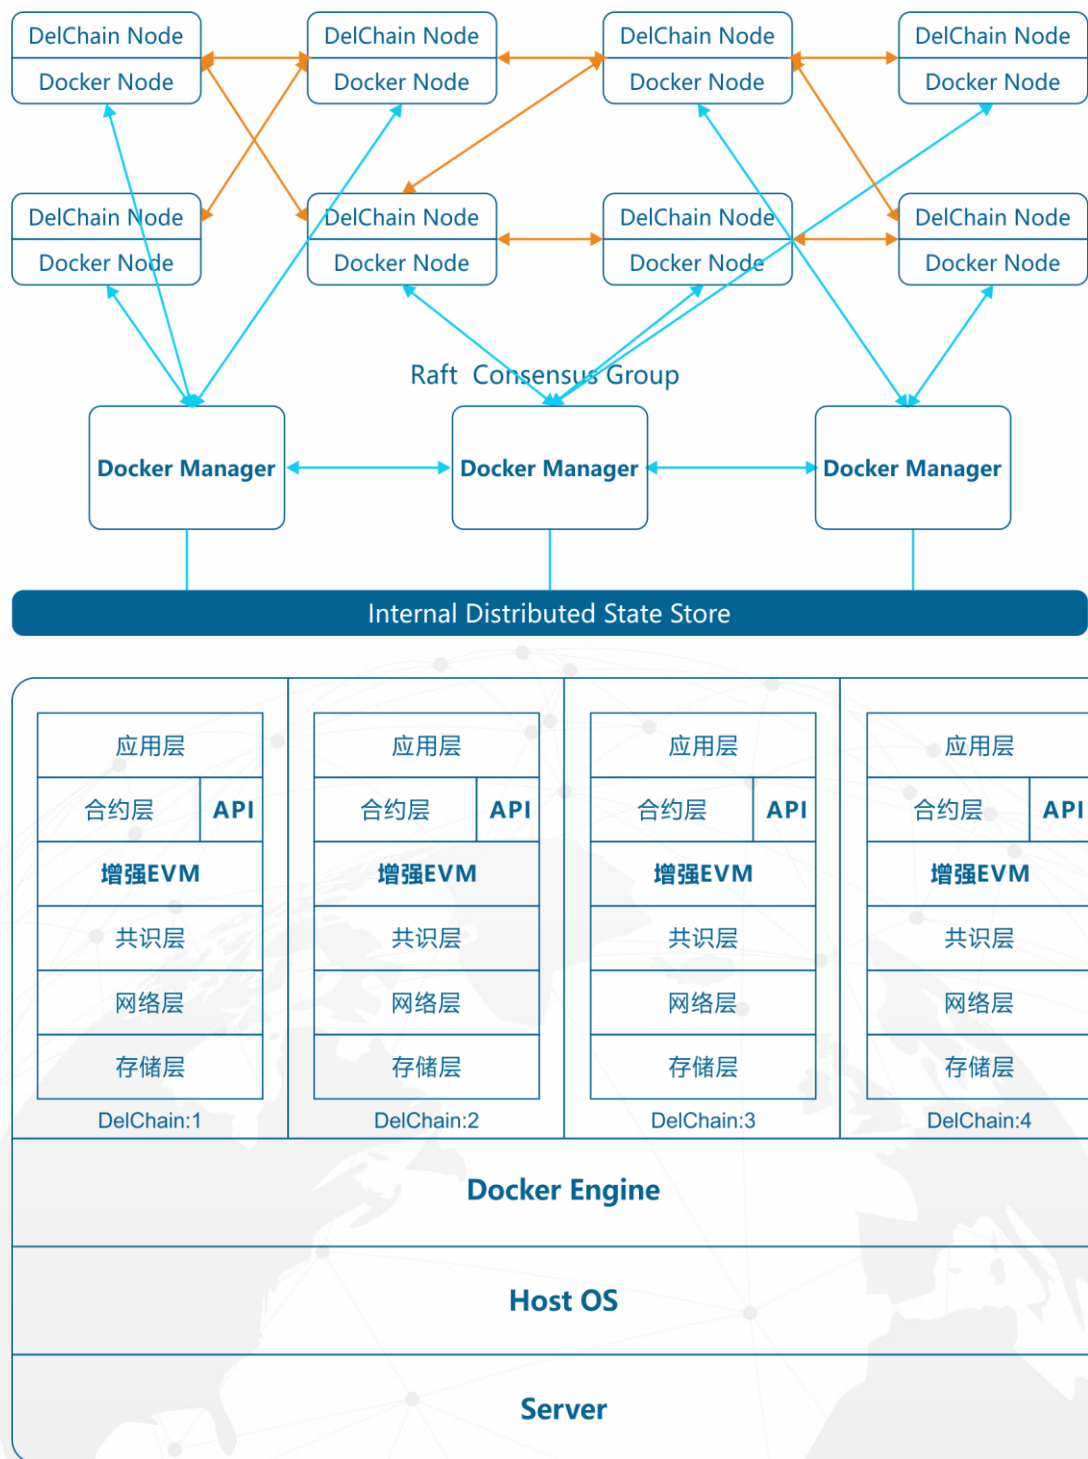 DelChain Node DelChain Node DelChain Node DelChain Node
Docker Node Docker Node Docker Node Docker Node
DelChain Node DelChain Node DelChain Node DelChain Node
Docker Node Docker Node Docker Node Docker Node
Raft Consensus Group
Docker Manager Docker Manager Docker Manager
Internal Distributed State Store
应用层 应用层 应用层 应用层
合约层 API 合约层 API 合约层 API 合约层 API
增强EVM 增强EVM 增强EVM 增强EVM
共识层 共识层 共识层 共识层
网络层 网络层 网络层 网络层
存储层 存储层 存储层 存储层
DelChain:1 DelChain:2 DelChain:3 DelChain:4
Docker Engine
Host OS
Server